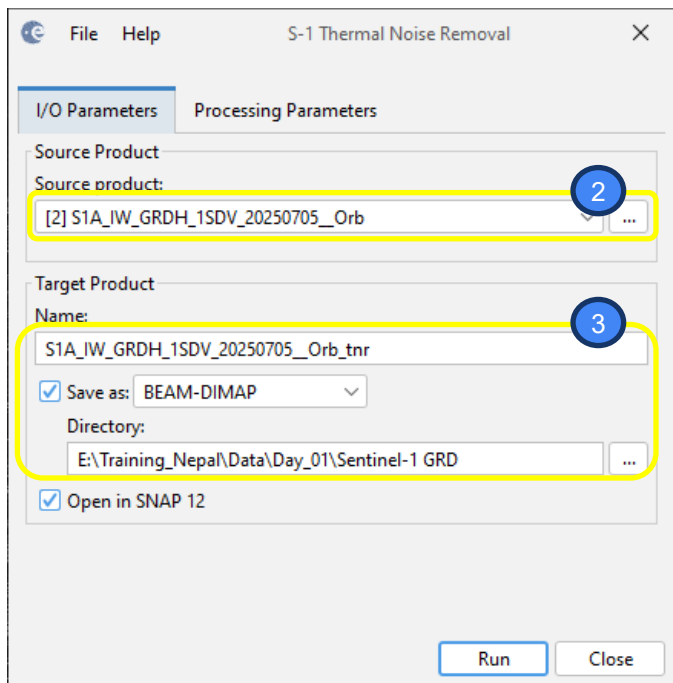 File Help S-1 Thermal Noise Removal
I/O Parameters Processing Parameters
Source Product
Source product:
2
[2] S1A_IW_GRDH_1SDV_20250705__Orb ...
Target Product
Name:
3
S1A_IW_GRDH_1SDV_20250705__Orb_tnr
Save as: BEAM-DIMAP
Directory:
E:\Training_Nepal\Data\Day_01\Sentinel-1 GRD ...
Open in SNAP 12
Run Close